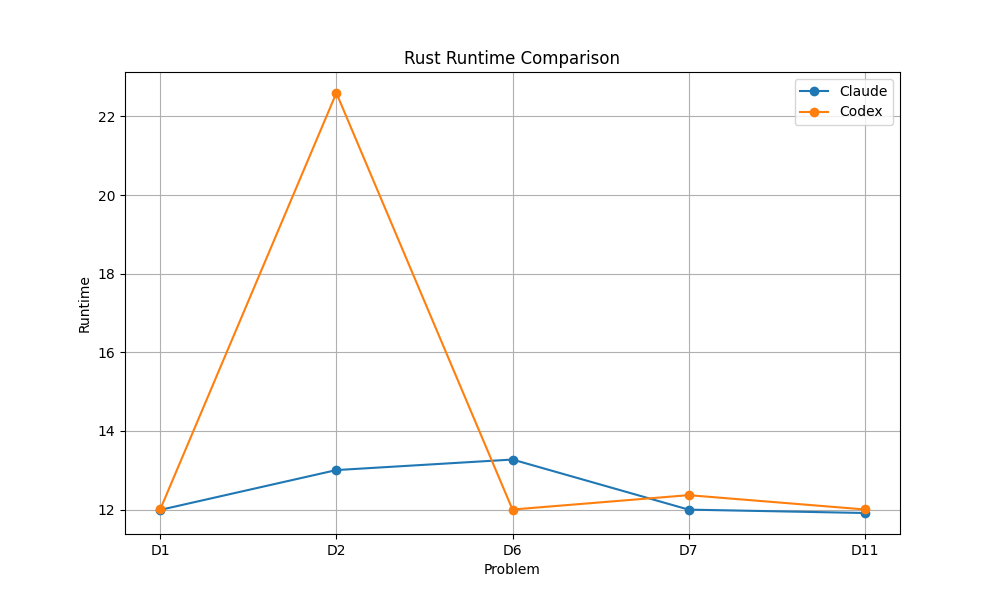 Rust Runtime Comparison
Claude
Codex
22
20
18
16
14
12
Runtime
D1 D2 D6 D7 D11
Problem